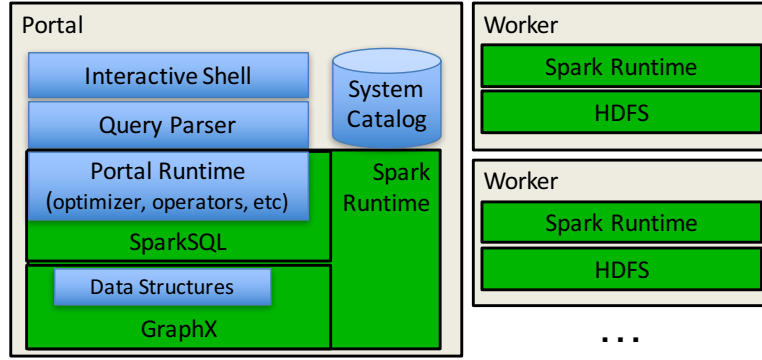 Portal
Interactive Shell
Query Parser
System
Catalog
Portal Runtime
(optimizer, operators, etc)
SparkSQL
Spark
Runtime
Data Structures
GraphX
Worker
Spark Runtime
HDFS
Worker
Spark Runtime
HDFS
...